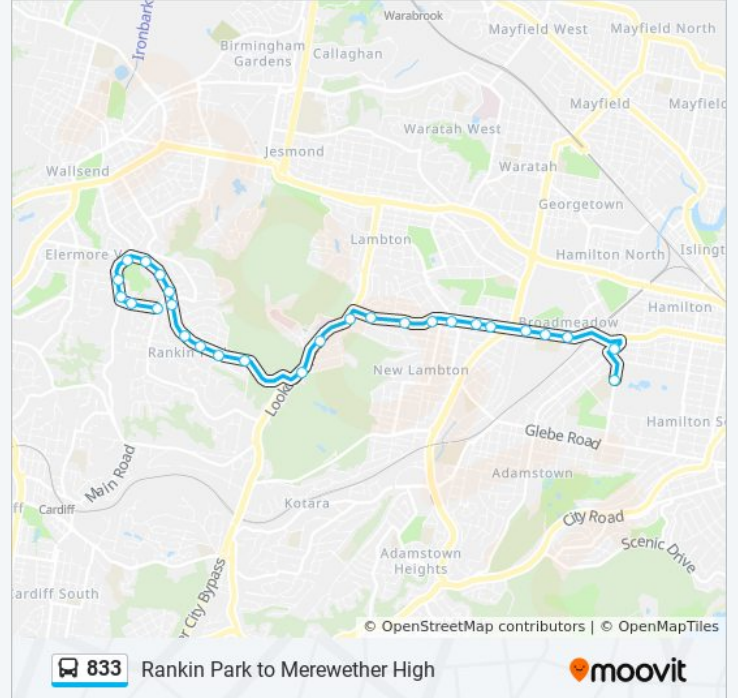 Warabrook
Ironbark
Mayfield West
Mayfield North
Birmingham
Gardens
Callaghan
Mayfield
Mayfield
Waratah West
Jesmond
Waratah
Wallsend
Georgetown
Lambton
Elermore V
Hamilton North
Islingt
Hamilton
Broadmeadow
Rankin P
New Lambton
Look
Hamilton S
Glebe Road
Main Road
Adamstown
Kotara
ff
Cardiff
City Road
Scenic Drive
Adamstown
Heights
ardiff South
r City Bypass
© OpenStreetMap contributors | © OpenMapTiles
833 Rankin Park to Merewether High
moovit